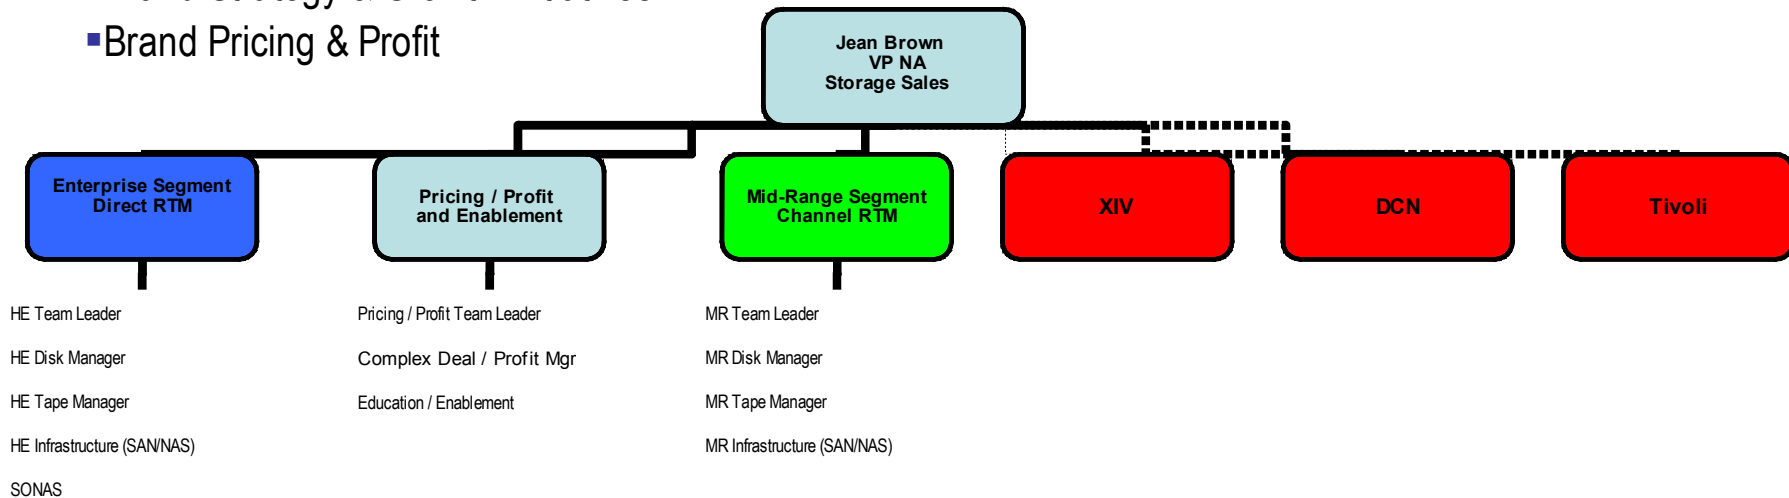 ▪Brand Pricing & Profit
Jean Brown
VP NA
Storage Sales
Enterprise Segment
Direct RTM
Pricing / Profit
and Enablement
Mid-Range Segment
Channel RTM
XIV
DCN
Tivoli
HE Team Leader
HE Disk Manager
HE Tape Manager
HE Infrastructure (SAN/NAS)
SONAS
Pricing / Profit Team Leader
Complex Deal / Profit Mgr
Education / Enablement
MR Team Leader
MR Disk Manager
MR Tape Manager
MR Infrastructure (SAN/NAS)